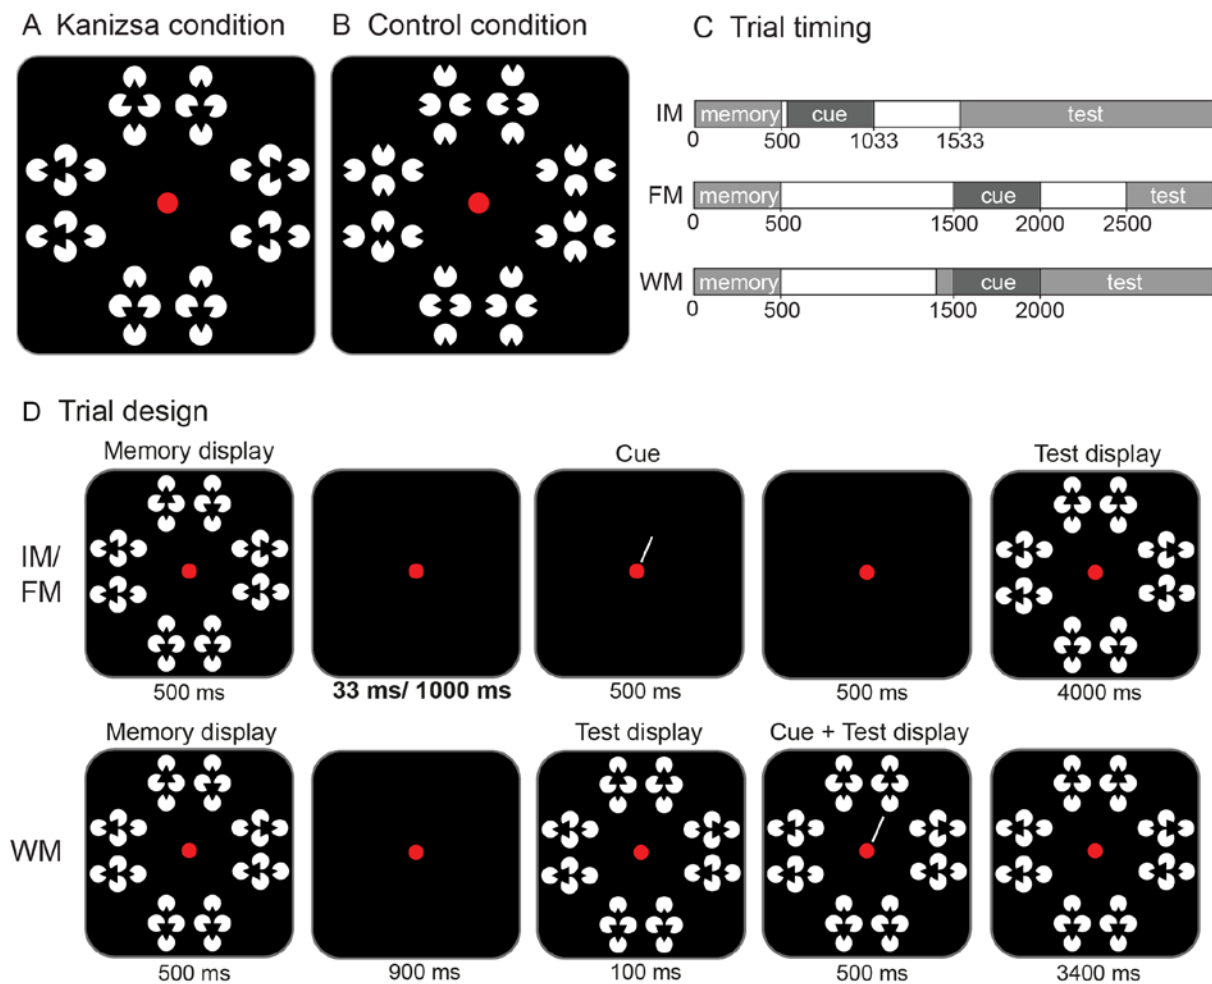 A Kanizsa condition
B Control condition
C Trial timing
IM
memory
cue
test
0
500
1033
1533
FM
memory
cue
test
0
500
1500
2000
2500
WM
memory
cue
test
0
500
1500
2000
D Trial design
Memory display
Cue
Test display
IM/
FM
500 ms
33 ms/ 1000 ms
500 ms
500 ms
4000 ms
Memory display
Test display
Cue + Test display
WM
500 ms
900 ms
100 ms
500 ms
3400 ms